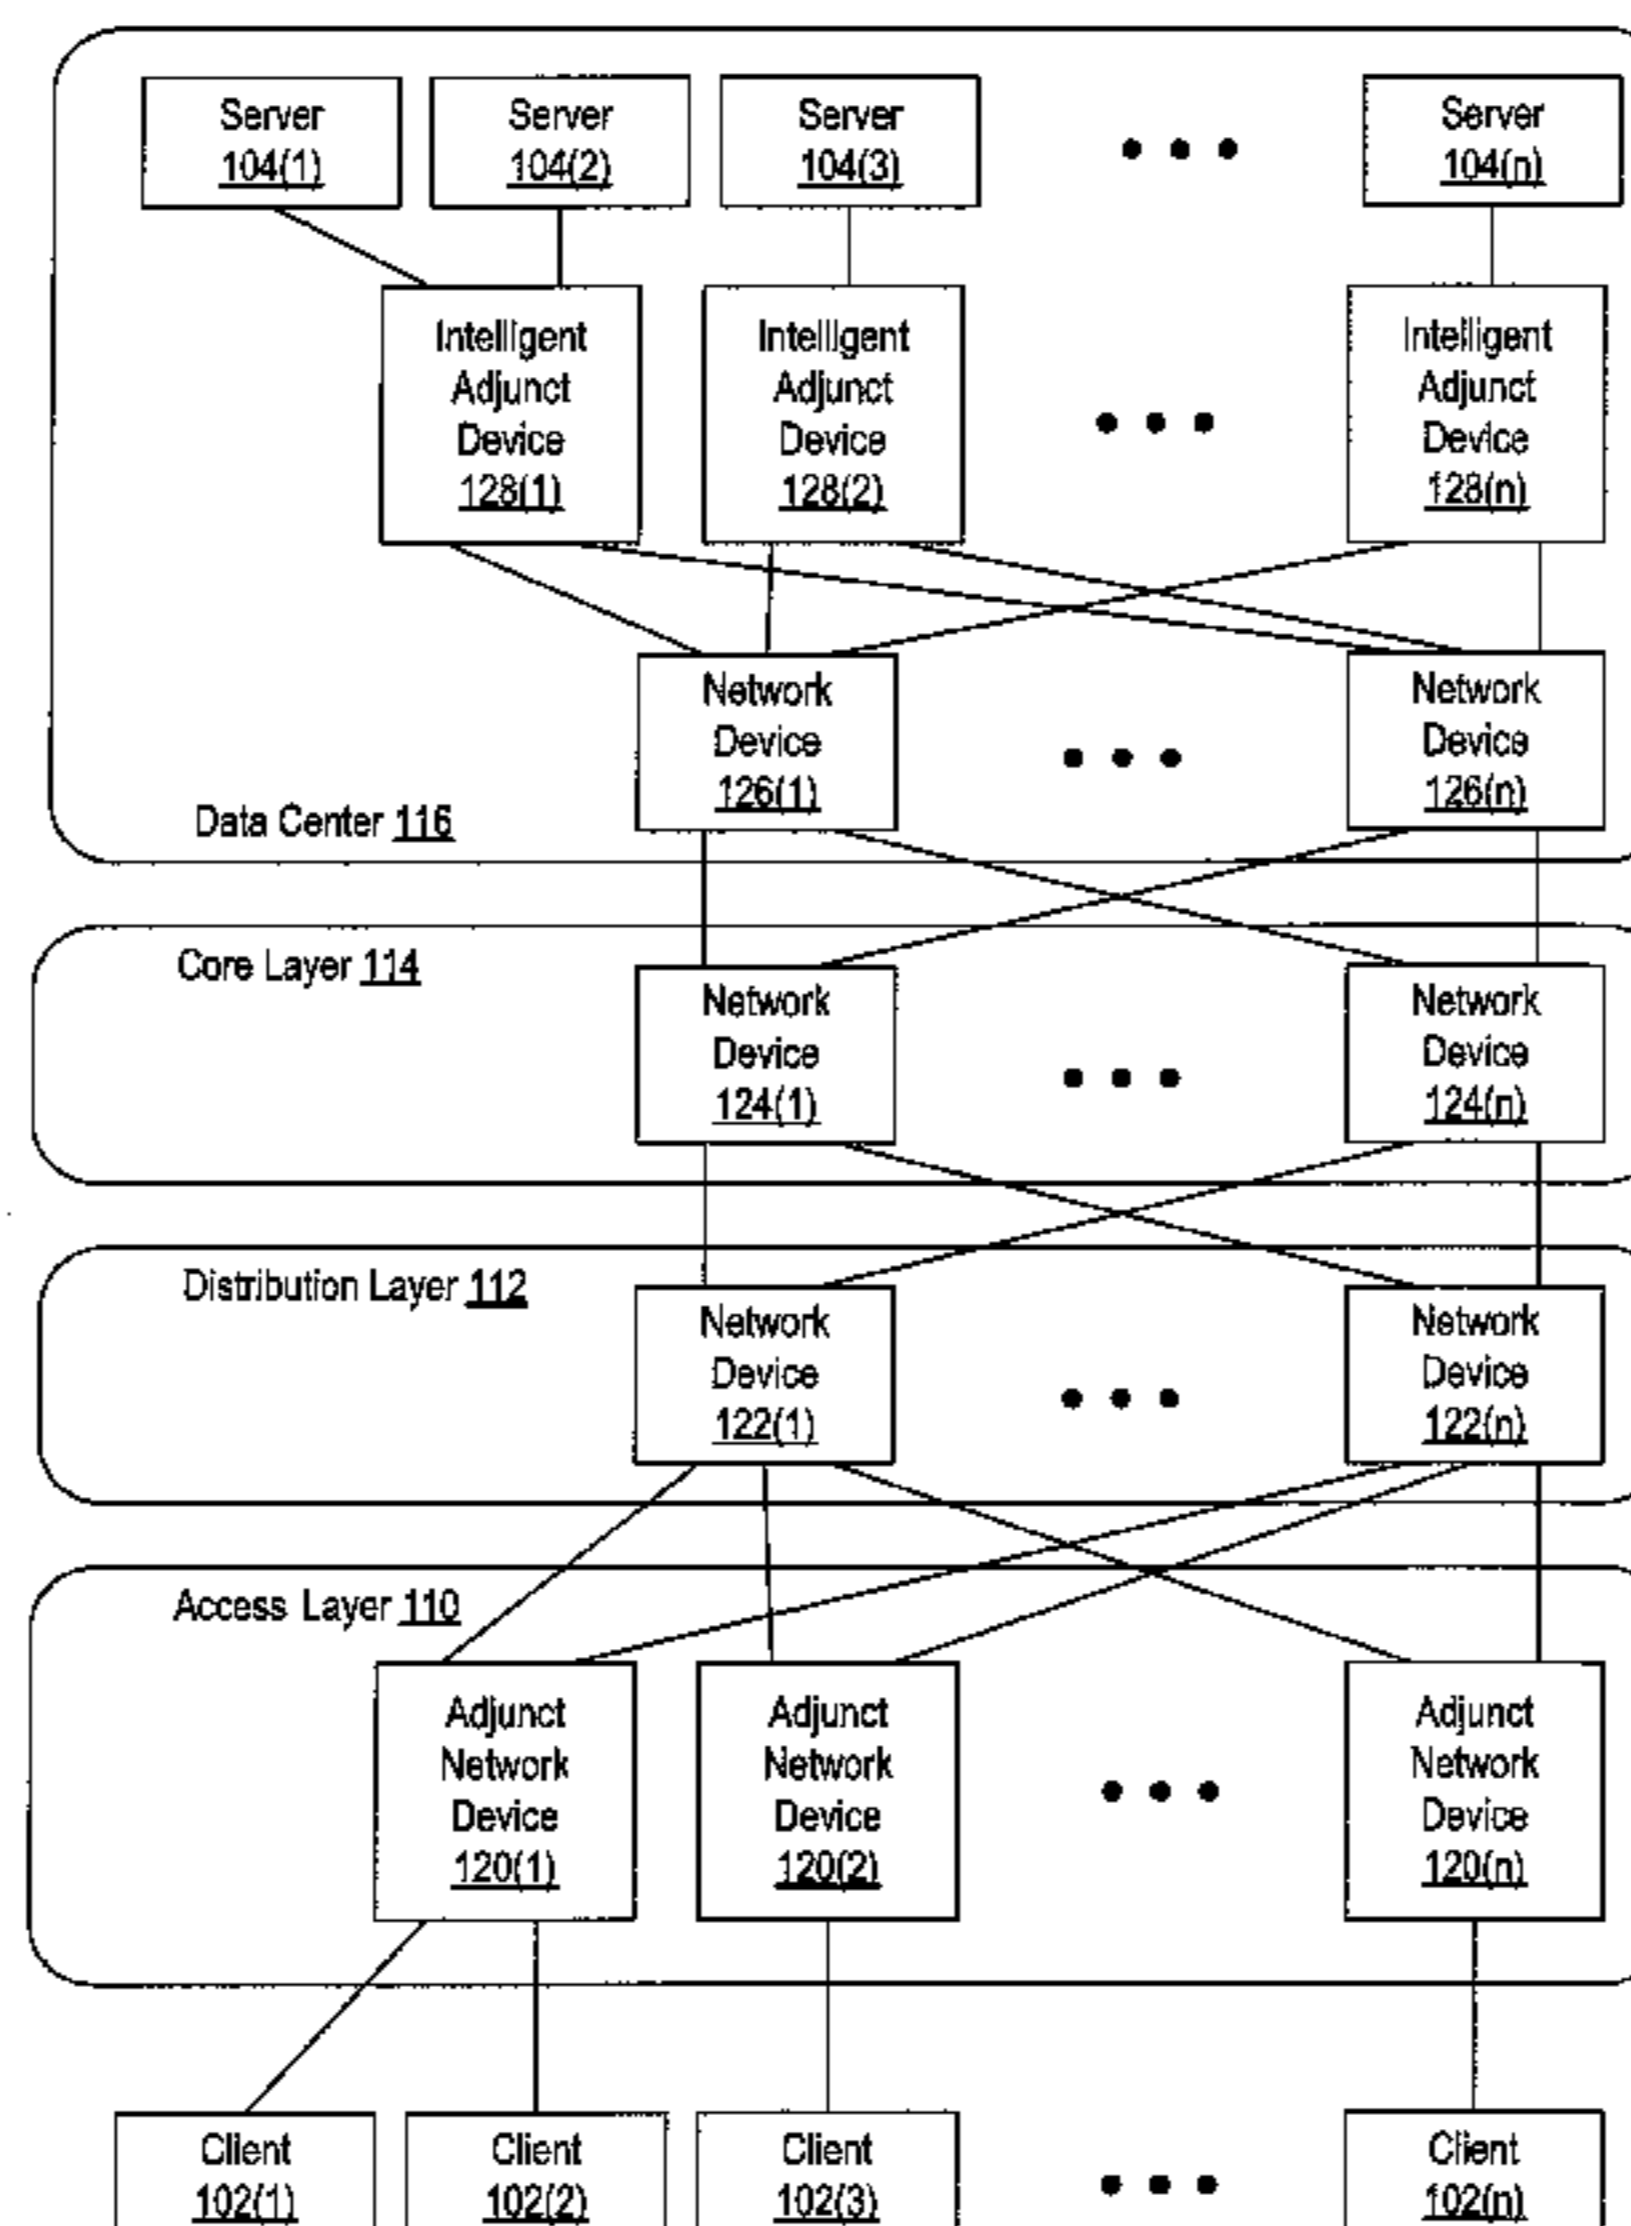 Server
104(1)
Server
104(2)
Server
104(3)
Server
104(n)
Intelligent
Adjunct
Device
128(1)
Intelligent
Adjunct
Device
128(2)
Intelligent
Adjunct
Device
128(n)
Network
Device
126(1)
Network
Device
126(n)
Data Center 116
Core Layer 114
Network
Device
124(1)
Network
Device
124(n)
Distribution Layer 112
Network
Device
122(1)
Network
Device
122(n)
Access Layer 110
Adjunct
Network
Device
120(1)
Adjunct
Network
Device
120(2)
Adjunct
Network
Device
120(n)
Client
102(1)
Client
102(2)
Client
102(3)
Client
102(n)